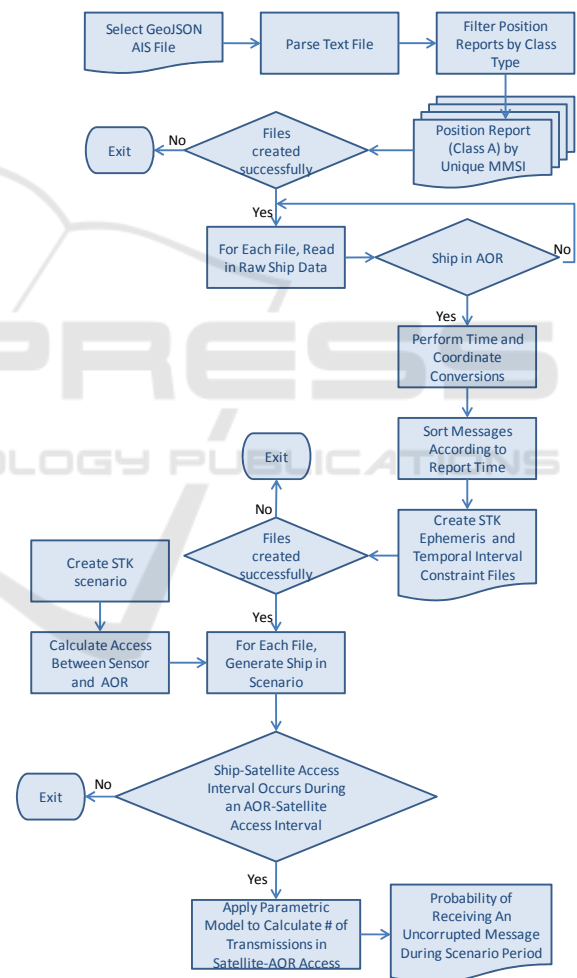 Select GeoJSON
AIS File
Parse Text File
Filter Position
Reports by Class
Type
Position Report
(Class A) by
Unique MMSI
Files
created
successfully
No
Exit
Yes
For Each File, Read
in Raw Ship Data
Ship in AOR
No
Yes
Perform Time and
Coordinate
Conversions
Sort Messages
According to
Report Time
Create STK
Ephemeris and
Temporal Interval
Constraint Files
Files
created
successfully
No
Exit
Yes
Create STK
scenario
Calculate Access
Between Sensor
and AOR
For Each File,
Generate Ship in
Scenario
Ship-Satellite Access
Interval Occurs During
an AOR-Satellite
Access Interval
No
Exit
Yes
Apply Parametric
Model to Calculate # of
Transmissions in
Satellite-AOR Access
Probability of
Receiving An
Uncorrupted Message
During Scenario Period
PRESS
OLOGY PUBLICATIONS